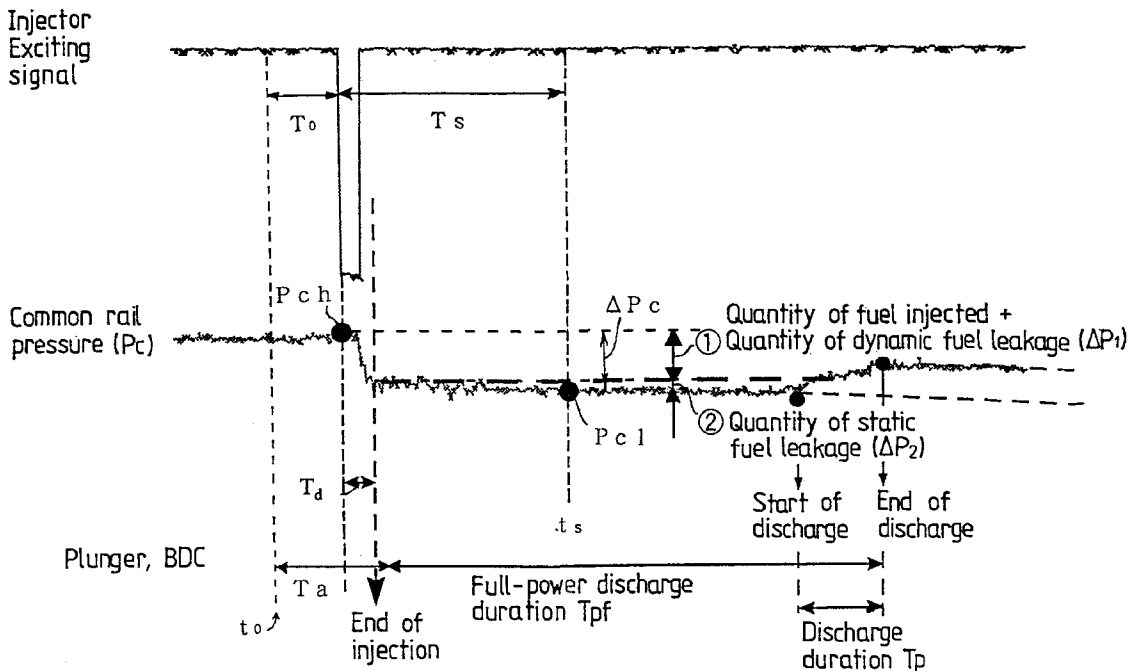 Injector
Exciting
signal
To
Ts
Pch
Common rail
pressure (Pc)
ΔPc
① Quantity of fuel injected +
Quantity of dynamic fuel leakage (ΔP1)
Pcl
② Quantity of static
fuel leakage (ΔP2)
Td
ts
Start of
discharge
End of
discharge
Plunger, BDC
Ta
Full-power discharge
duration Tpf
to
End of
injection
Discharge
duration Tp